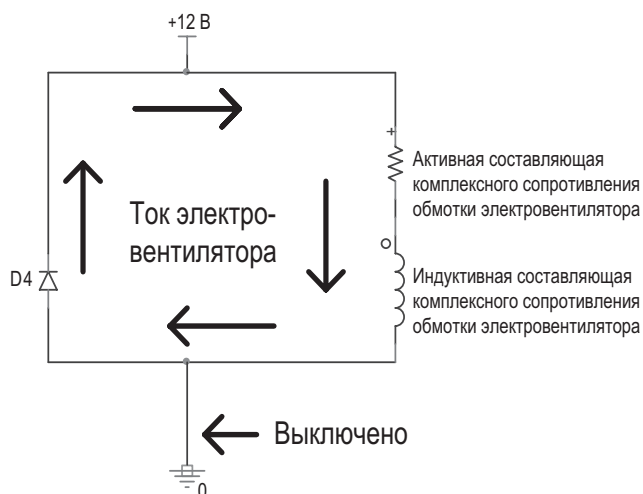 +12 В
+
Активная составляющая
комплексного сопротивления
обмотки электровентилятора
Ток электро-
вентилятора
D4
Индуктивная составляющая
комплексного сопротивления
обмотки электровентилятора
Выключено
0